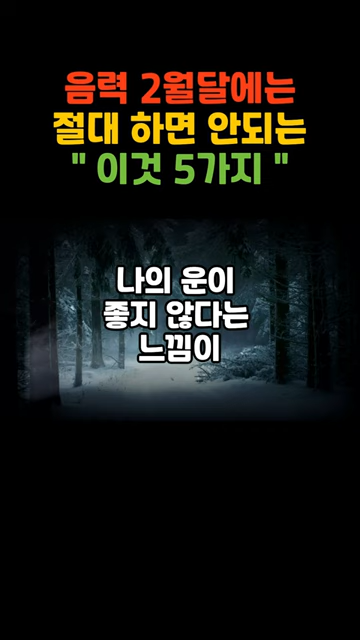 음력 2월달에는
절대 하면 안되는
" 이것 5가지 "
나의 운이
좋지 않다는
느낌이